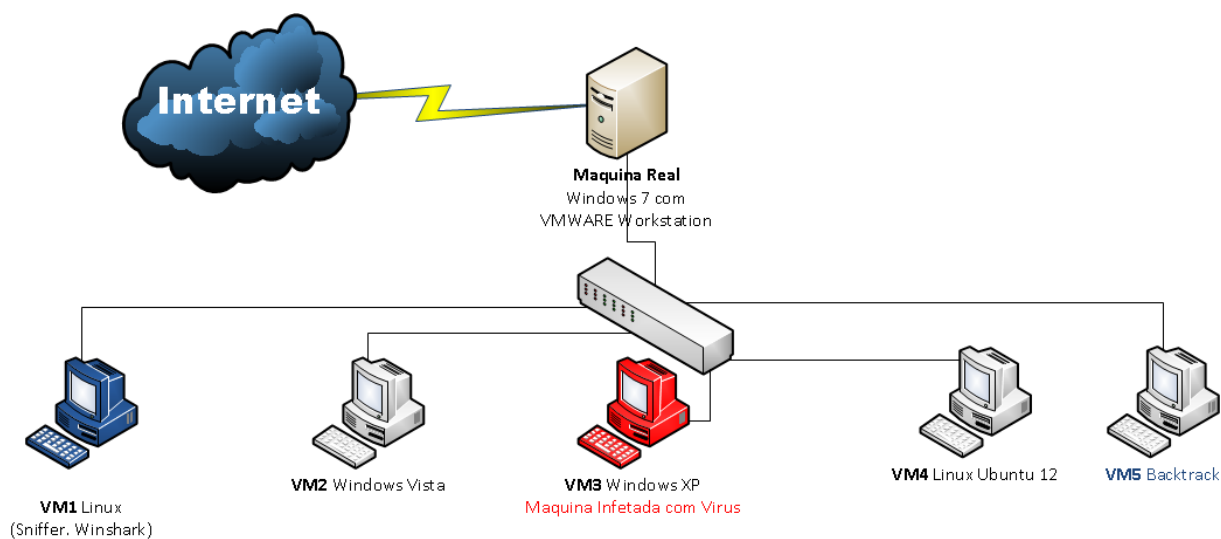 Internet
Maquina Real
Windows 7 com
VMWARE Workstation
VM1 Linux
(Sniffer. Winshark)
VM2 Windows Vista
VM3 Windows XP
Maquina Infetada com Virus
VM4 Linux Ubuntu 12
VM5 Backtrack